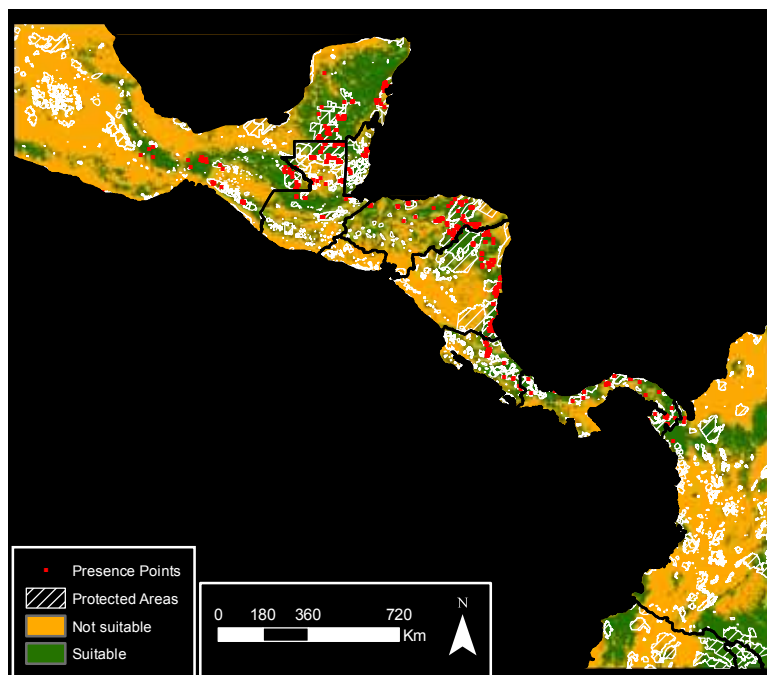 Presence Points
Protected Areas
Not suitable
Suitable
0 180 360 720
Km
N